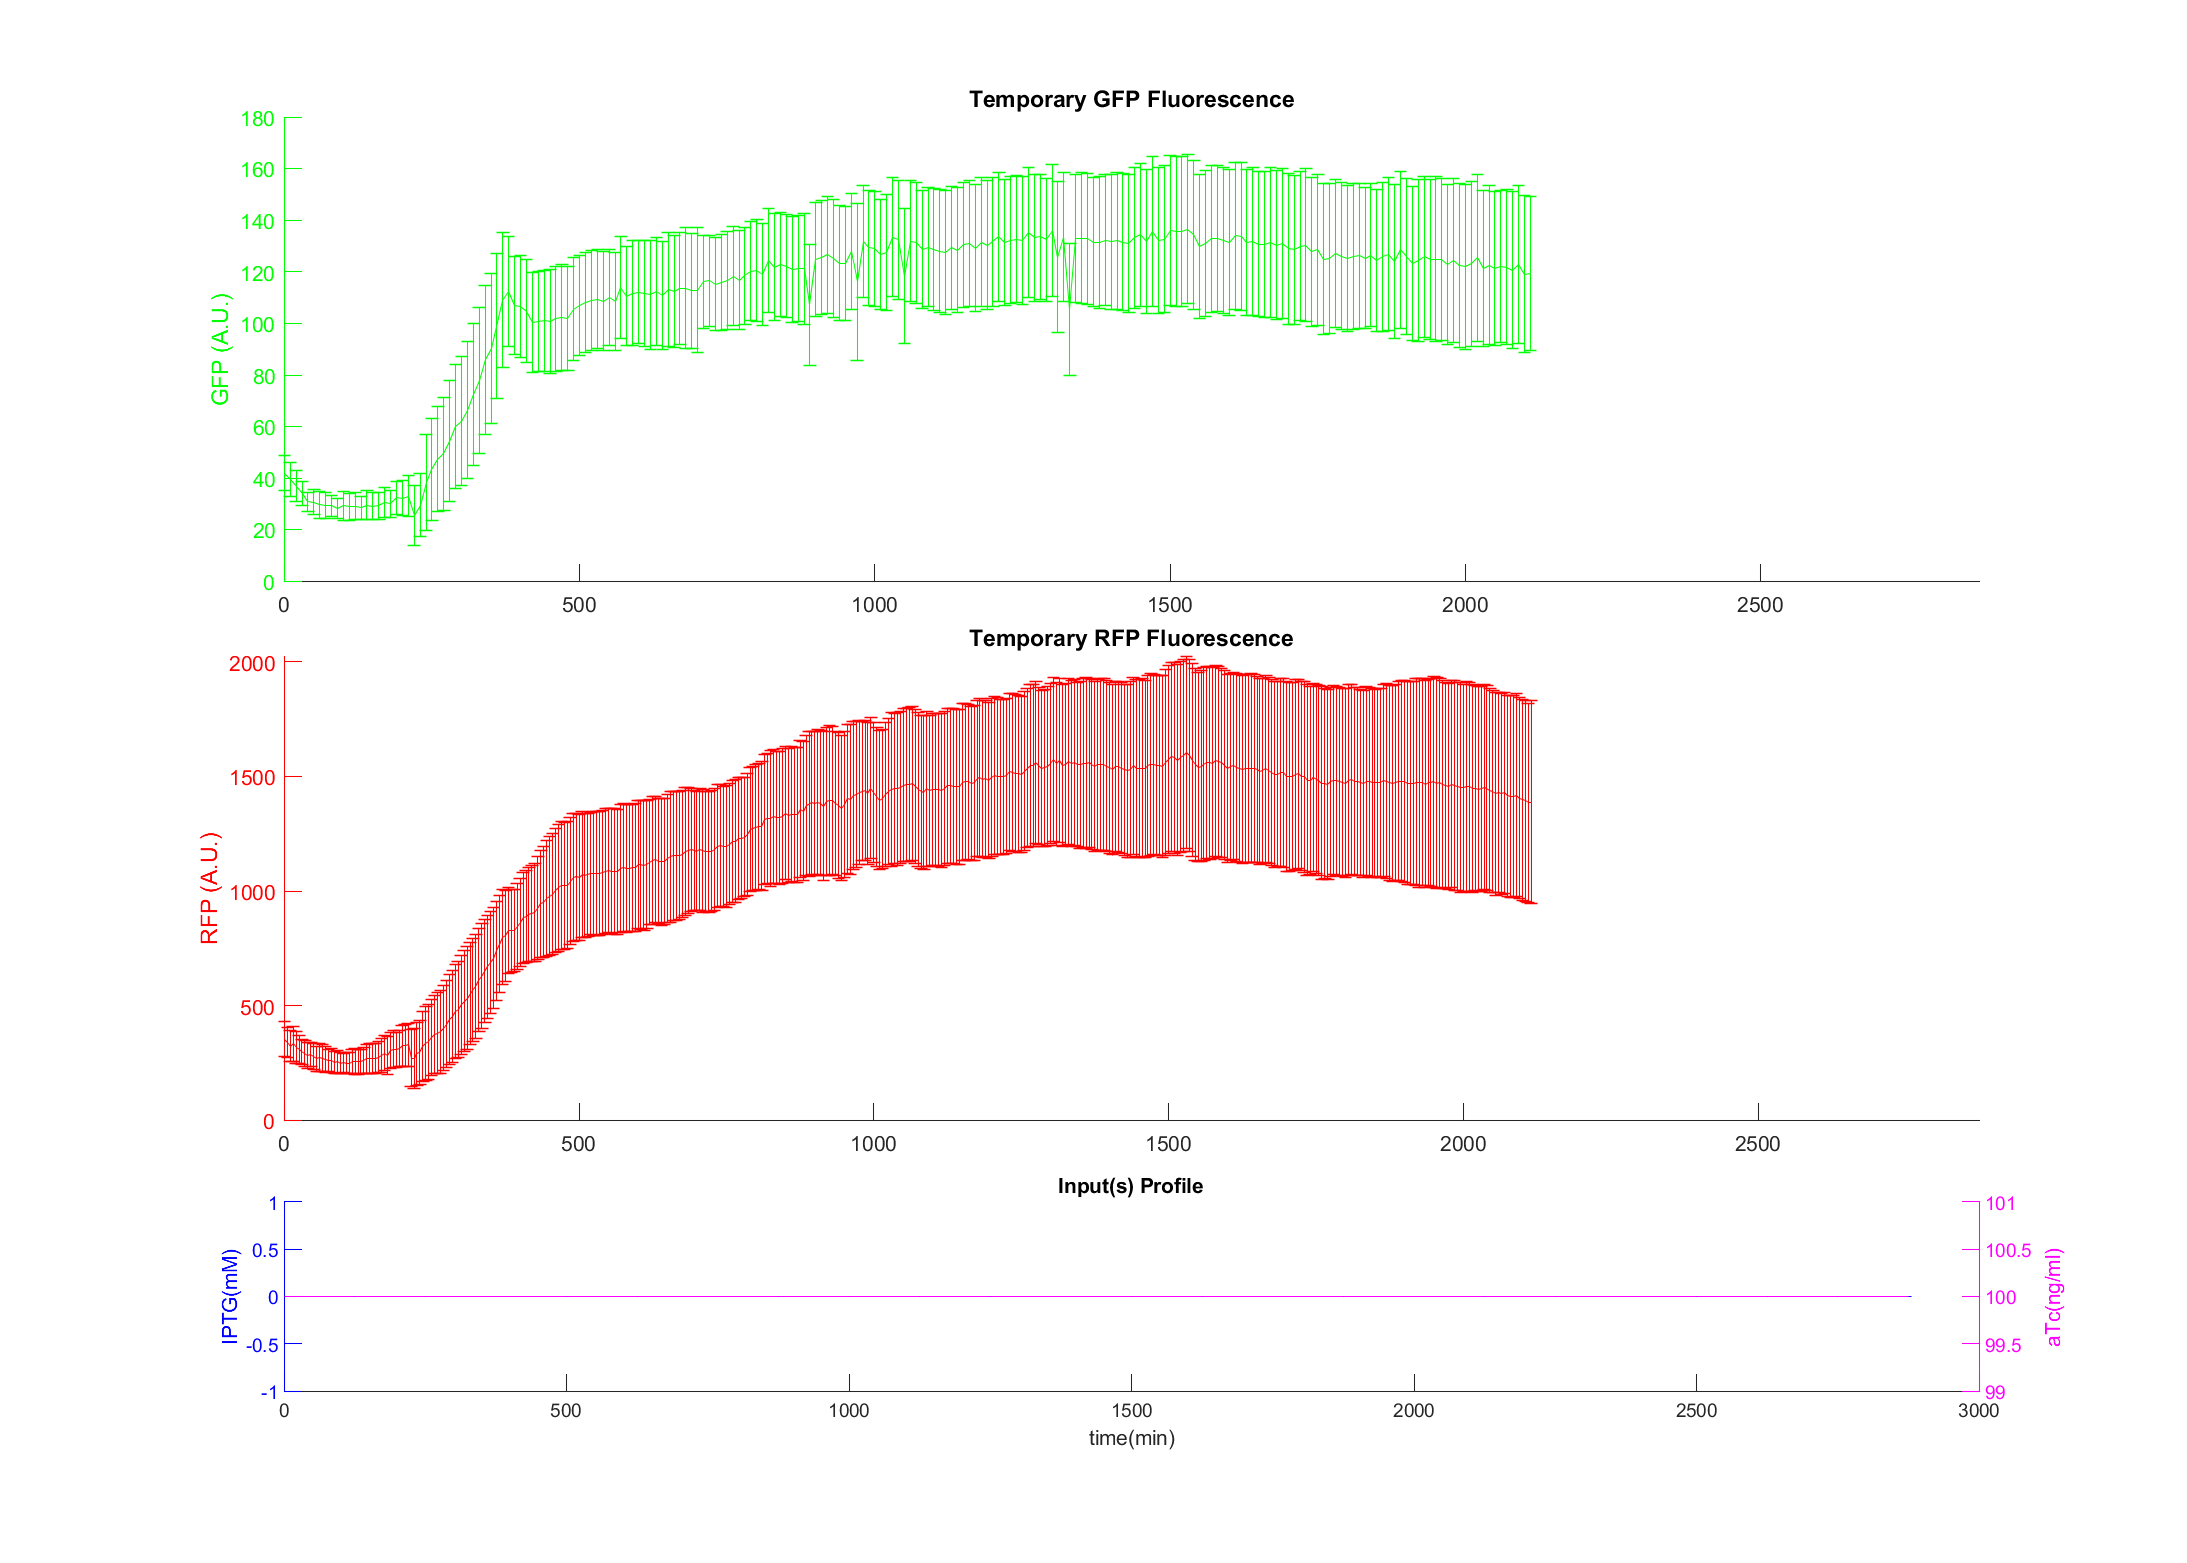 Temporary GFP Fluorescence
180
160
140
120
100
80
60
40
20
0
GFP (A.U.)
0 500 1000 1500 2000 2500
Temporary RFP Fluorescence
2000
1500
1000
500
0
RFP (A.U.)
0 500 1000 1500 2000 2500
Input(s) Profile
1 101
0.5 100.5
0 100
-0.5 99.5
-1 99
IPTG(mM)
aTc(ng/ml)
0 500 1000 1500 2000 2500 3000
time(min)